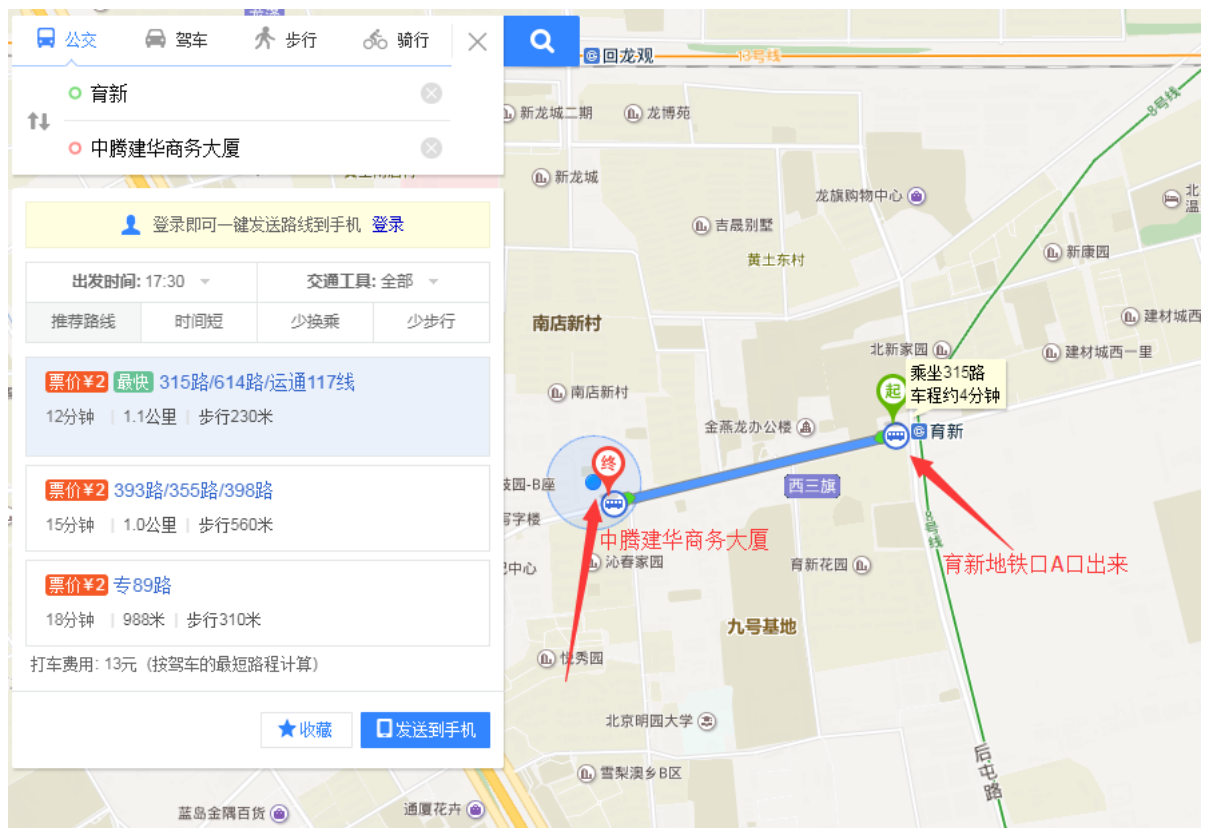 公交
驾车
步行
骑行
育新
中腾建华商务大厦
登录即可一键发送路线到手机 登录
出发时间: 17:30
交通工具: 全部
推荐路线
时间短
少换乘
少步行
票价¥2 最快 315路/614路/运通117线
12分钟 | 1.1公里 | 步行230米
票价¥2 393路/355路/398路
15分钟 | 1.0公里 | 步行560米
票价¥2 专89路
18分钟 | 988米 | 步行310米
打车费用: 13元 (按驾车的最短路程计算)
收藏
发送到手机
回龙观
13号线
8号线
新龙城二期
龙博苑
新龙城
龙旗购物中心
北
温
吉晟别墅
黄土东村
新康园
南店新村
建材城西
北新家园
建材城西一里
乘坐315路
车程约4分钟
起
南店新村
金燕龙办公楼
育新
终
园-B座
西三旗
写字楼
8号线
中腾建华商务大厦
中心
沁春家园
育新花园
育新地铁口A口出来
九号基地
悦秀园
北京明园大学
后屯路
雪梨澳乡B区
蓝岛金隅百货
通厦花卉